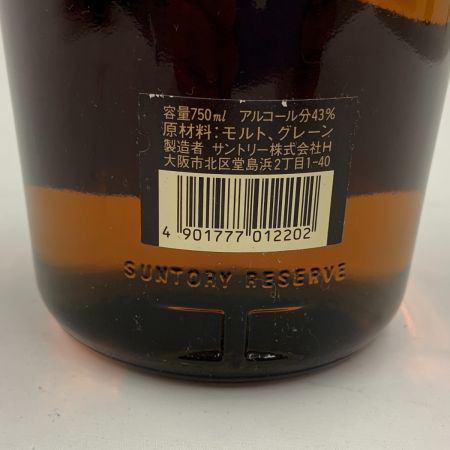 容量750ml アルコール分43%
原材料:モルト、グレーン
製造者 サントリー株式会社H
大阪市北区堂島浜2丁目1-40
4 901777 012202
SUNTORY RESERVE